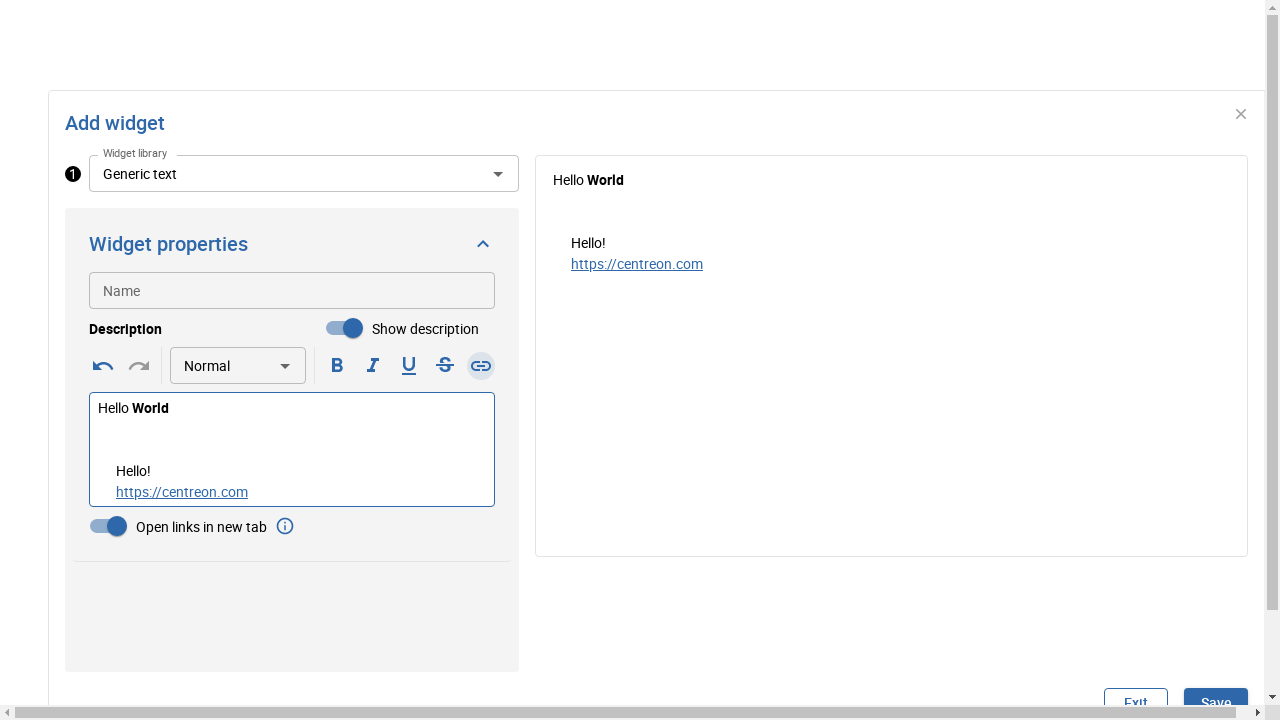 Add widget
Widget library
1
Generic text
Widget properties
Name
Description
Show description
Normal
B
I
U
S
Hello World
Hello!
https://centreon.com
Open links in new tab
Hello World
Hello!
https://centreon.com
Exit
Save